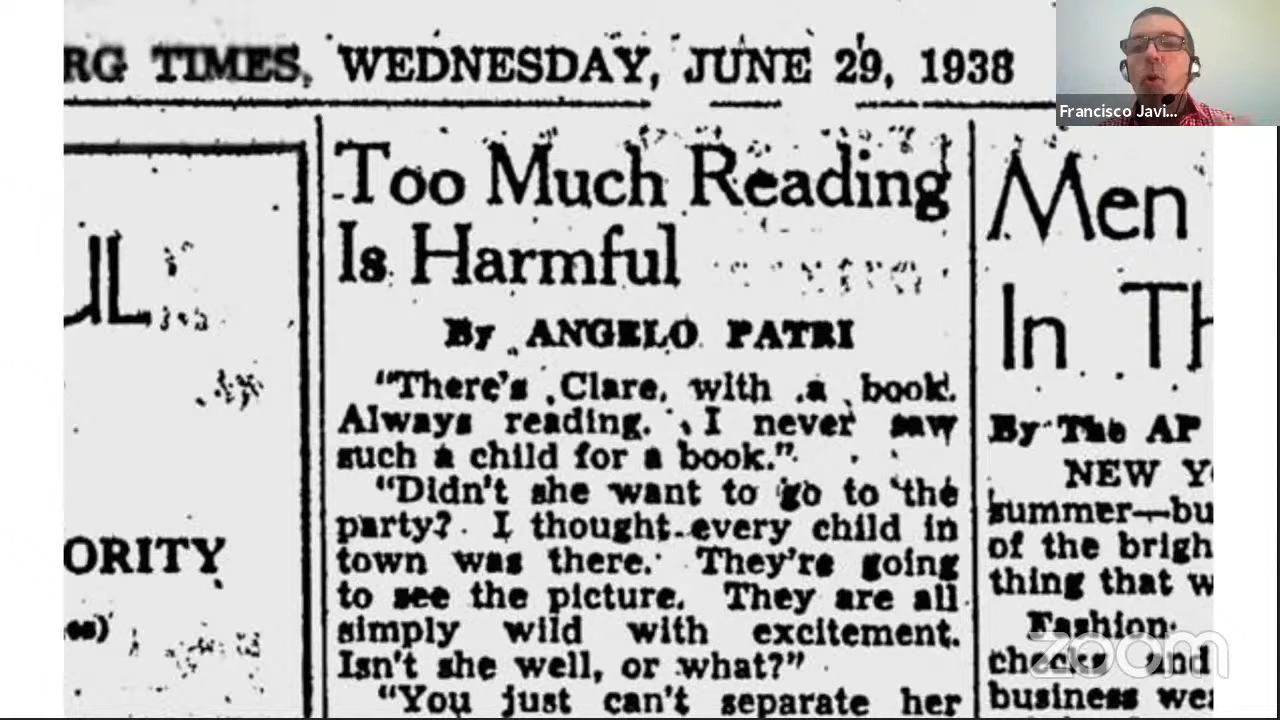 RG TIMES, WEDNESDAY, JUNE 29, 1938
Francisco Javi...
UL
ORITY
es)
Too Much Reading
Is Harmful
By ANGELO PATRI
"There's Clare, with a book.
Always reading. I never saw
such a child for a book."
"Didn't she want to go to the
party? I thought every child in
town was there. They're going
to see the picture. They are all
simply wild with excitement.
Isn't she well, or what?"
"You just can't separate her
Men
In Th
By The AP
NEW Y
summer—bu
of the brigh
thing that w
Fashion
checks and
business we
zoom